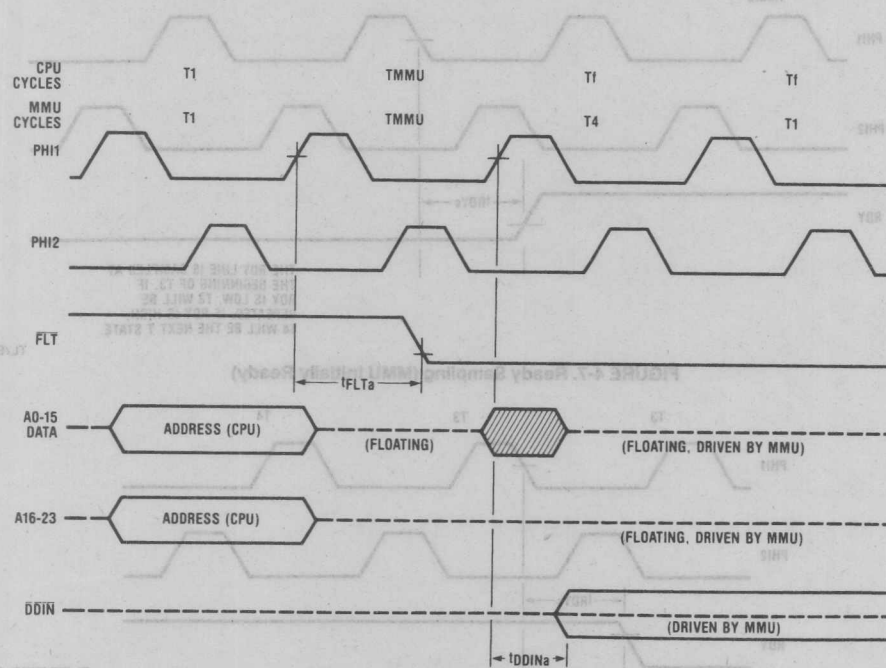 CPU CYCLES T1 TMMU Tf Tf
MMU CYCLES T1 TMMU T4 T1
PHI1
PHI2
FLT
tFLTa
A0-15 DATA ADDRESS (CPU) (FLOATING) (FLOATING, DRIVEN BY MMU)
A16-23 ADDRESS (CPU) (FLOATING, DRIVEN BY MMU)
DDIN (DRIVEN BY MMU)
tDDINa